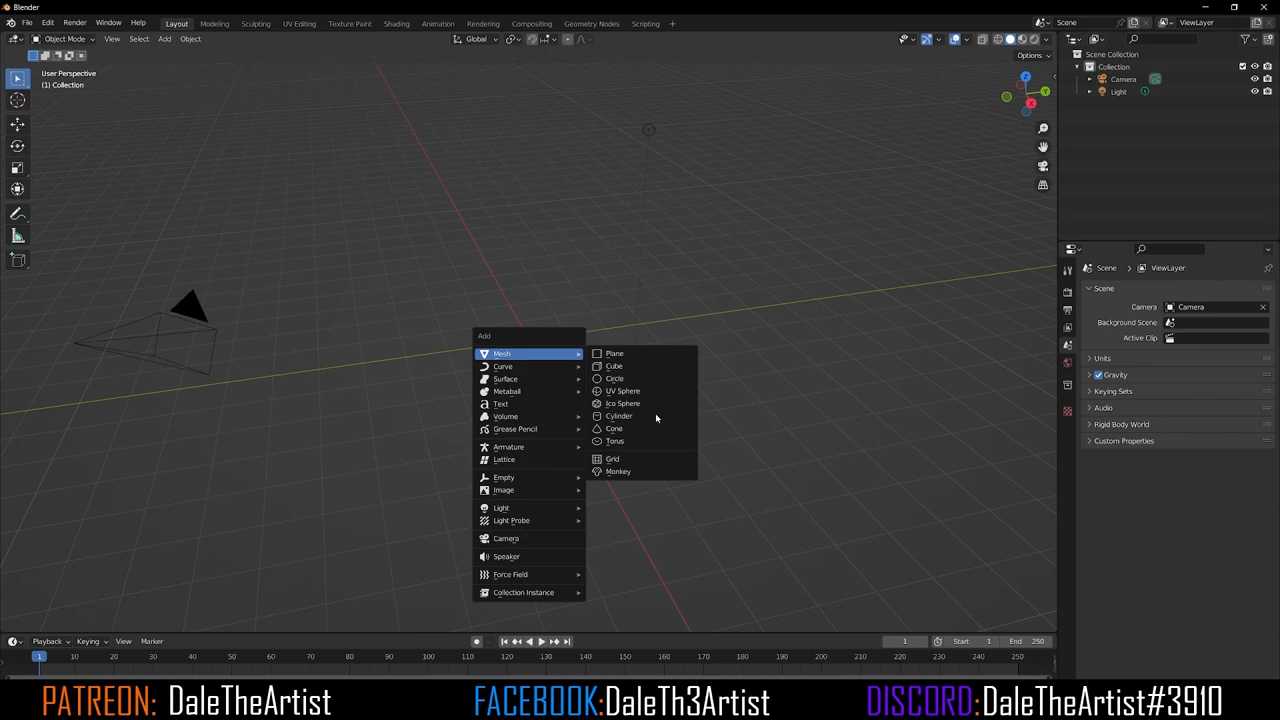 Blender
File Edit Render Window Help Layout Modeling Sculpting UV Editing Texture Paint Shading Animation Rendering Compositing Geometry Nodes Scripting + Scene ViewLayer
Object Mode View Select Add Object Global
Options
User Perspective
(1) Collection
Z
Y
X
Add
Mesh
Curve
Surface
Metaball
Text
Volume
Grease Pencil
Armature
Lattice
Empty
Image
Light
Light Probe
Camera
Speaker
Force Field
Collection Instance
Plane
Cube
Circle
UV Sphere
Ico Sphere
Cylinder
Cone
Torus
Grid
Monkey
Scene Collection
Collection
Camera
Light
Scene > ViewLayer
Scene
Camera Camera
Background Scene
Active Clip
Units
Gravity
Keying Sets
Audio
Rigid Body World
Custom Properties
Playback Keying View Marker 1 Start 1 End 250
1 10 20 30 40 50 60 70 80 90 100 110 120 130 140 150 160 170 180 190 200 210 220 230 240 250
PATREON: DaleTheArtist FACEBOOK:DaleTh3Artist DISCORD:DaleTheArtist#3910